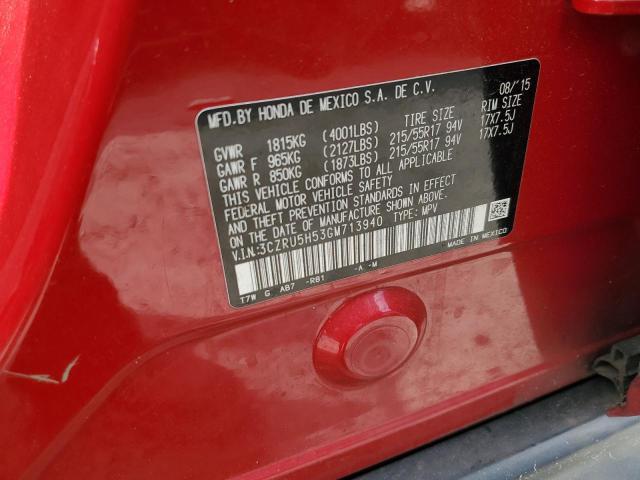 MFD.BY HONDA DE MEXICO S.A. DE C.V. 08/'15
TIRE SIZE RIM SIZE
GVWR 1815KG (4001LBS)
GAWR F 965KG (2127LBS) 215/55R17 94V 17X7.5J
GAWR R 850KG (1873LBS) 215/55R17 94V 17X7.5J
THIS VEHICLE CONFORMS TO ALL APPLICABLE
FEDERAL MOTOR VEHICLE SAFETY
AND THEFT PREVENTION STANDARDS IN EFFECT
ON THE DATE OF MANUFACTURE SHOWN ABOVE.
V.I.N:3CZRU5H53GM713940 TYPE: MPV
MADE IN MEXICO
T7W G AB7 -R81 -A -M